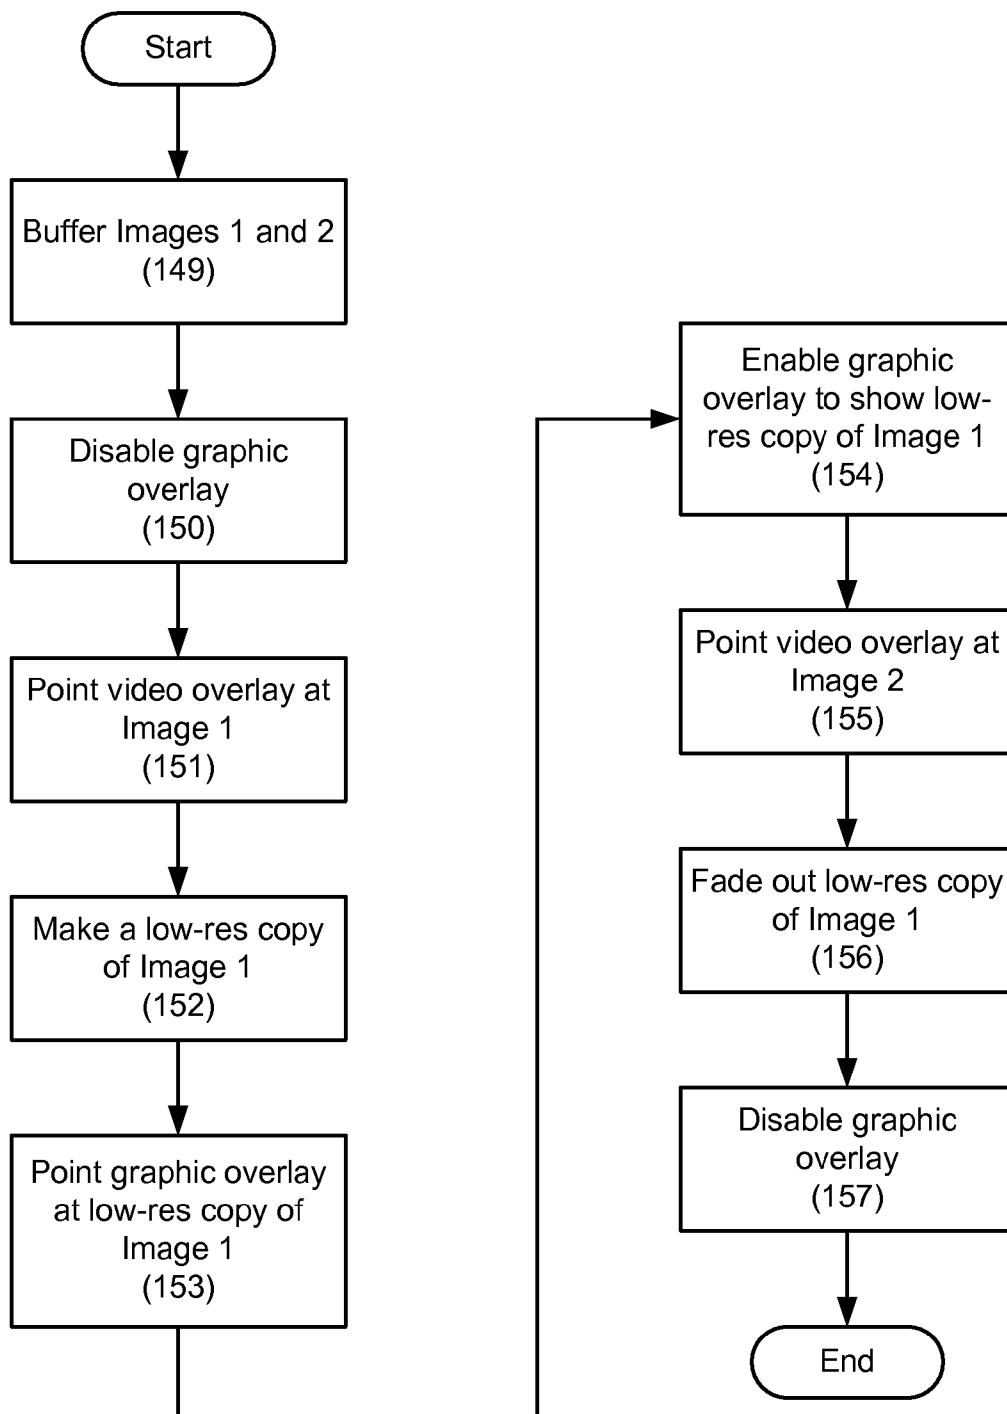 Start
Buffer Images 1 and 2
(149)
Disable graphic
overlay
(150)
Point video overlay at
Image 1
(151)
Make a low-res copy
of Image 1
(152)
Point graphic overlay
at low-res copy of
Image 1
(153)
Enable graphic
overlay to show low-
res copy of Image 1
(154)
Point video overlay at
Image 2
(155)
Fade out low-res copy
of Image 1
(156)
Disable graphic
overlay
(157)
End